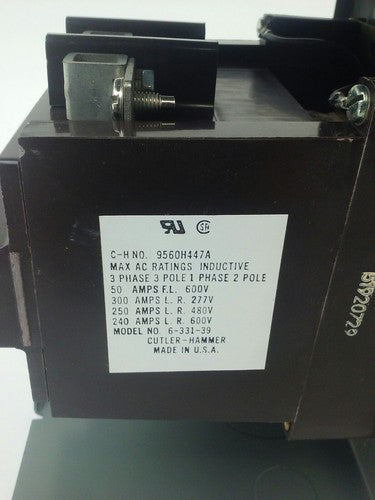 C-H NO. 9560H447A
MAX AC RATINGS INDUCTIVE
3 PHASE 3 POLE 1 PHASE 2 POLE
50 AMPS F.L. 600V
300 AMPS L.R. 277V
250 AMPS L.R. 480V
240 AMPS L.R. 600V
MODEL NO. 6-331-39
CUTLER-HAMMER
MADE IN U.S.A.